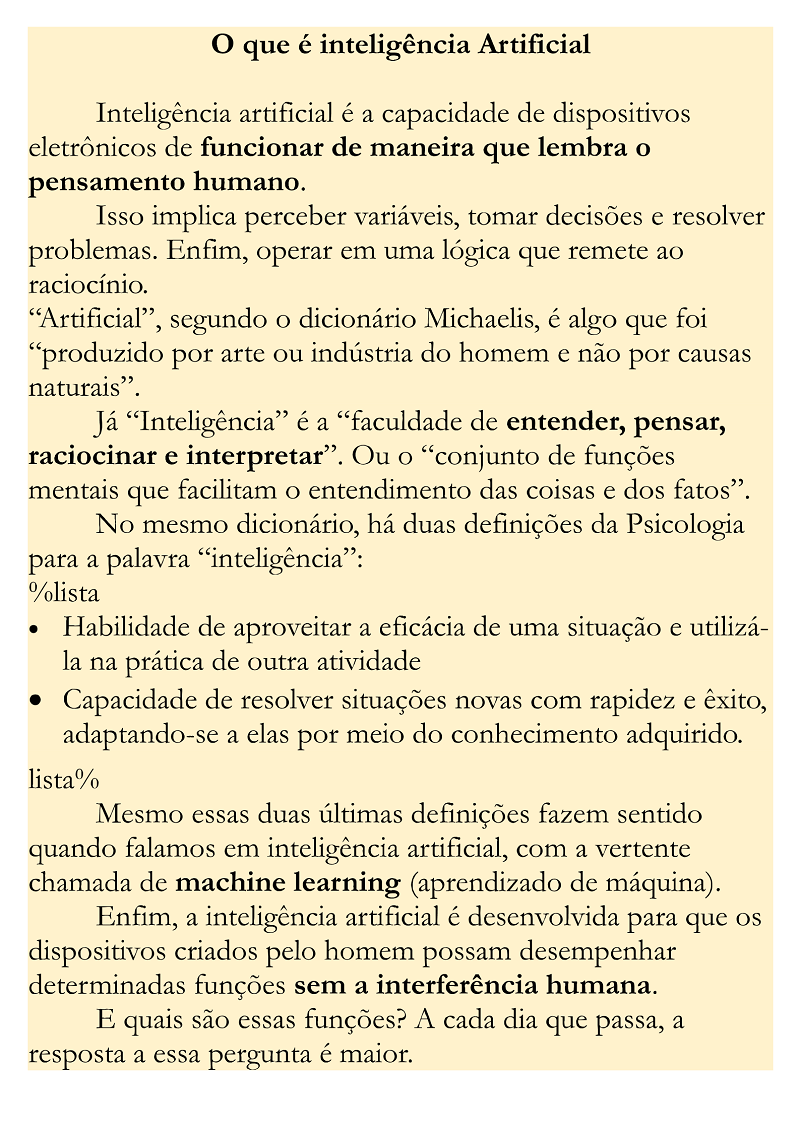 O que é inteligência Artificial
Inteligência artificial é a capacidade de dispositivos
eletrônicos de funcionar de maneira que lembra o
pensamento humano.
Isso implica perceber variáveis, tomar decisões e resolver
problemas. Enfim, operar em uma lógica que remete ao
raciocínio.
“Artificial”, segundo o dicionário Michaelis, é algo que foi
“produzido por arte ou indústria do homem e não por causas
naturais”.
Já “Inteligência” é a “faculdade de entender, pensar,
raciocinar e interpretar”. Ou o “conjunto de funções
mentais que facilitam o entendimento das coisas e dos fatos”.
No mesmo dicionário, há duas definições da Psicologia
para a palavra “inteligência”:
%lista
• Habilidade de aproveitar a eficácia de uma situação e utilizá-
la na prática de outra atividade
• Capacidade de resolver situações novas com rapidez e êxito,
adaptando-se a elas por meio do conhecimento adquirido.
lista%
Mesmo essas duas últimas definições fazem sentido
quando falamos em inteligência artificial, com a vertente
chamada de machine learning (aprendizado de máquina).
Enfim, a inteligência artificial é desenvolvida para que os
dispositivos criados pelo homem possam desempenhar
determinadas funções sem a interferência humana.
E quais são essas funções? A cada dia que passa, a
resposta a essa pergunta é maior.